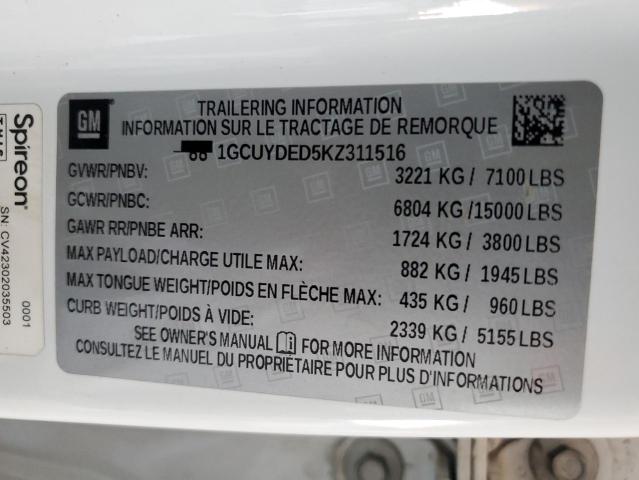 GM
TRAILERING INFORMATION
INFORMATION SUR LE TRACTAGE DE REMORQUE
1GCUYDED5KZ311516
GVWR/PNBV: 3221 KG / 7100 LBS
GCWR/PNBC: 6804 KG /15000 LBS
GAWR RR/PNBE ARR: 1724 KG / 3800 LBS
MAX PAYLOAD/CHARGE UTILE MAX: 882 KG / 1945 LBS
MAX TONGUE WEIGHT/POIDS EN FLÈCHE MAX: 435 KG / 960 LBS
CURB WEIGHT/POIDS À VIDE: 2339 KG / 5155 LBS
SEE OWNER'S MANUAL FOR MORE INFORMATION
CONSULTEZ LE MANUEL DU PROPRIÉTAIRE POUR PLUS D'INFORMATIONS
Spireon
SN: CV42302035503
0001